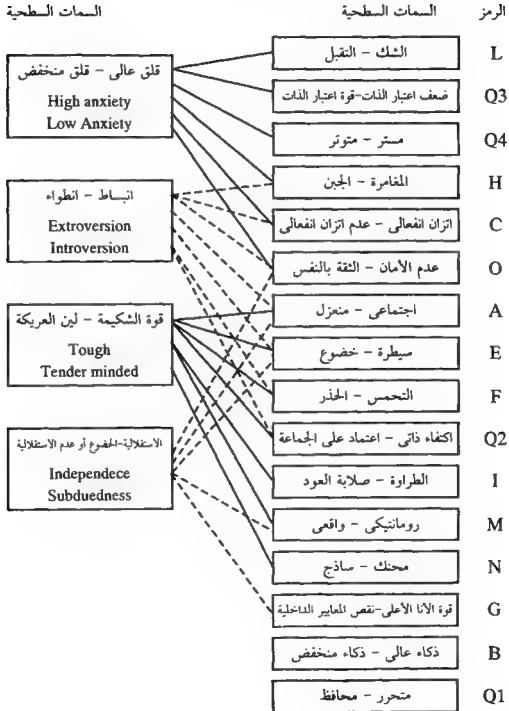 الرمز السمات السطحية السمات السطحية
L الشك – التقبل
Q3 ضعف اعتبار الذات–قوة اعتبار الذات
Q4 مستر – متوتر
H المغامرة – الجبن
C اتزان انفعالى – عدم اتزان انفعالى
O عدم الأمان – الثقة بالنفس
A اجتماعى – منعزل
E سيطرة – خضوع
F التحمس – الحذر
Q2 اكتفاء ذاتى – اعتماد على الجماعة
I الطراوة – صلابة العود
M رومانتيكى – واقعى
N محنك – ساذج
G قوة الأنا الأعلى–نقص المعايير الداخلية
B ذكاء عالى – ذكاء منخفض
Q1 متحرر – محافظ
قلق عالى – قلق منخفض
High anxiety
Low Anxiety
انبساط – انطواء
Extroversion
Introversion
قوة الشكيمة – لين العريكة
Tough
Tender minded
الاستقلالية–الخضوع أو عدم الاستقلالية
Independece
Subduedness